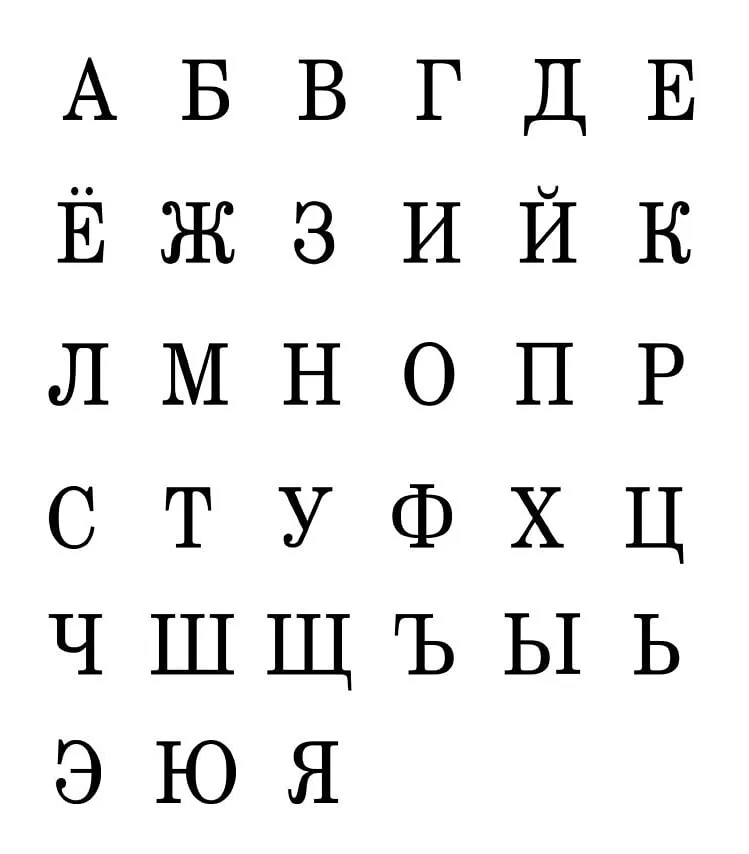 А Б В Г Д Е
Ё Ж З И Й К
Л М Н О П Р
С Т У Ф Х Ц
Ч Ш Щ Ъ Ы Ь
Э Ю Я